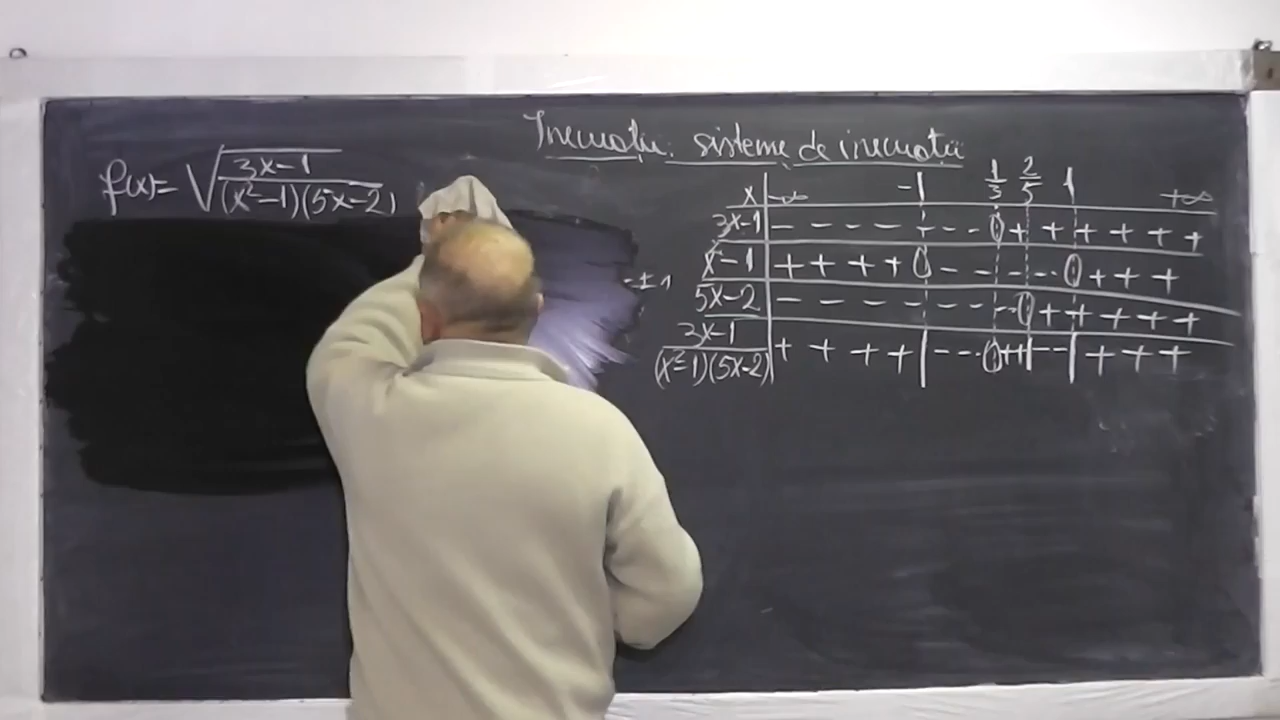 Inecuații. sisteme de inecuații
f(x)= √((3x-1)/((x²-1)(5x-2)))
x | -∞ -1 1/3 2/5 1 +∞
3x-1 | - - - - + - - - 0 + + + + + +
x²-1 | + + + + 0 - - - - - - 0 + + +
= ± 1
5x-2 | - - - - - - - - - 0 + + + + +
(3x-1)/((x²-1)(5x-2)) | + + + + | - - - 0 + + | - - | + + +